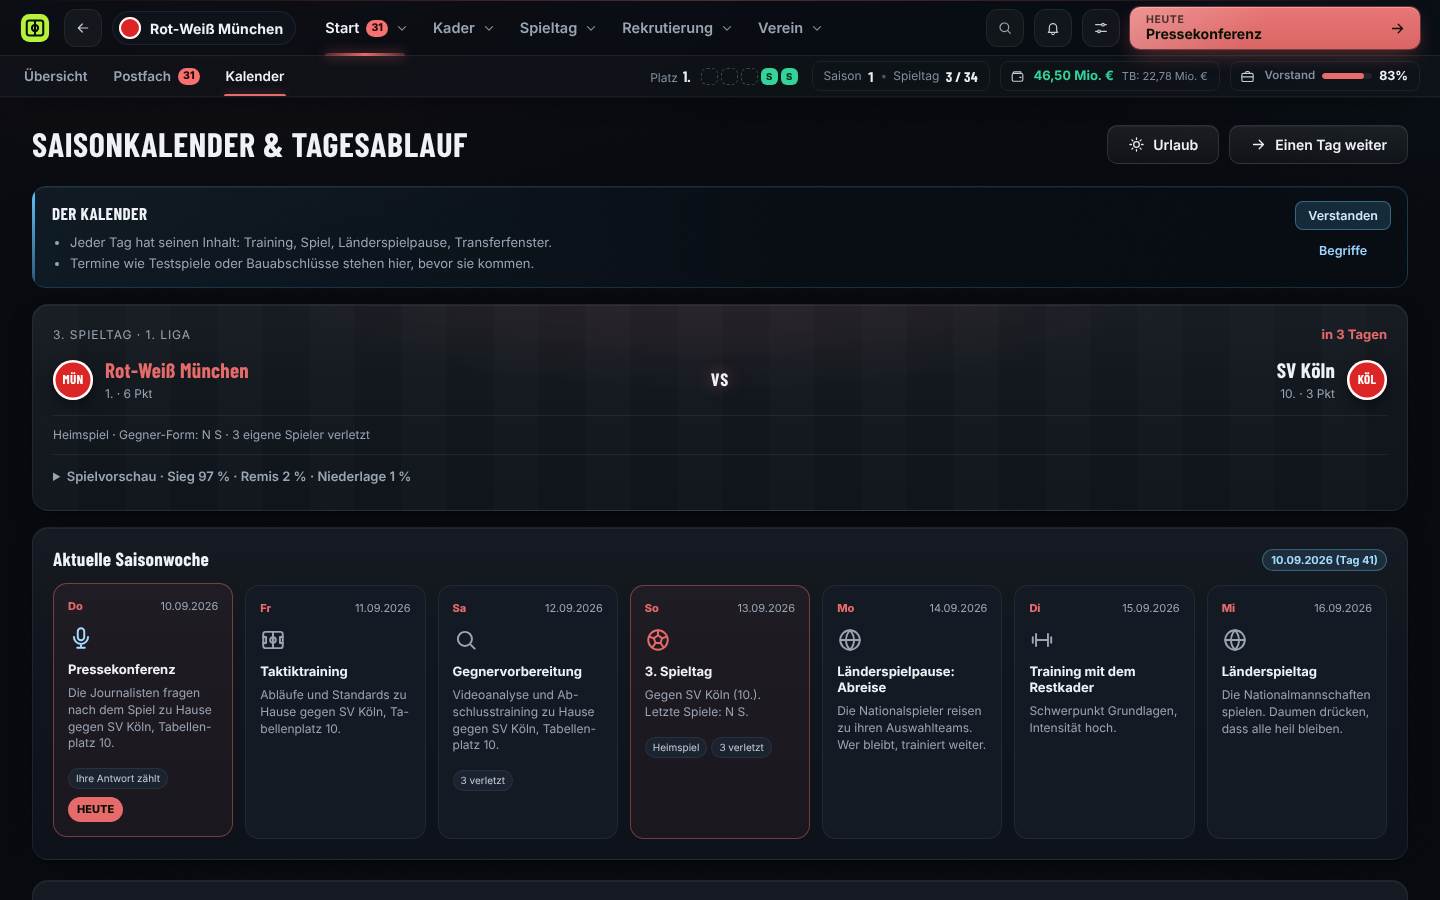 Rot-Weiß München
Start 31
Kader
Spieltag
Rekrutierung
Verein
HEUTE
Pressekonferenz
Übersicht
Postfach 31
Kalender
Platz 1.
S S
Saison 1 • Spieltag 3 / 34
46,50 Mio. € TB: 22,78 Mio. €
Vorstand 83%
SAISONKALENDER & TAGESABLAUF
Urlaub
Einen Tag weiter
DER KALENDER
• Jeder Tag hat seinen Inhalt: Training, Spiel, Länderspielpause, Transferfenster.
• Termine wie Testspiele oder Bauabschlüsse stehen hier, bevor sie kommen.
Verstanden
Begriffe
3. SPIELTAG · 1. LIGA
in 3 Tagen
MÜN
Rot-Weiß München
1. · 6 Pkt
VS
SV Köln
10. · 3 Pkt
KÖL
Heimspiel · Gegner-Form: N S · 3 eigene Spieler verletzt
Spielvorschau · Sieg 97 % · Remis 2 % · Niederlage 1 %
Aktuelle Saisonwoche
10.09.2026 (Tag 41)
Do 10.09.2026
Pressekonferenz
Die Journalisten fragen
nach dem Spiel zu Hause
gegen SV Köln, Tabellen-
platz 10.
Ihre Antwort zählt
HEUTE
Fr 11.09.2026
Taktiktraining
Abläufe und Standards zu
Hause gegen SV Köln, Ta-
bellenplatz 10.
Sa 12.09.2026
Gegnervorbereitung
Videoanalyse und Ab-
schlusstraining zu Hause
gegen SV Köln, Tabellen-
platz 10.
3 verletzt
So 13.09.2026
3. Spieltag
Gegen SV Köln (10.).
Letzte Spiele: N S.
Heimspiel 3 verletzt
Mo 14.09.2026
Länderspielpause:
Abreise
Die Nationalspieler reisen
zu ihren Auswahlteams.
Wer bleibt, trainiert weiter.
Di 15.09.2026
Training mit dem
Restkader
Schwerpunkt Grundlagen,
Intensität hoch.
Mi 16.09.2026
Länderspieltag
Die Nationalmannschaften
spielen. Daumen drücken,
dass alle heil bleiben.